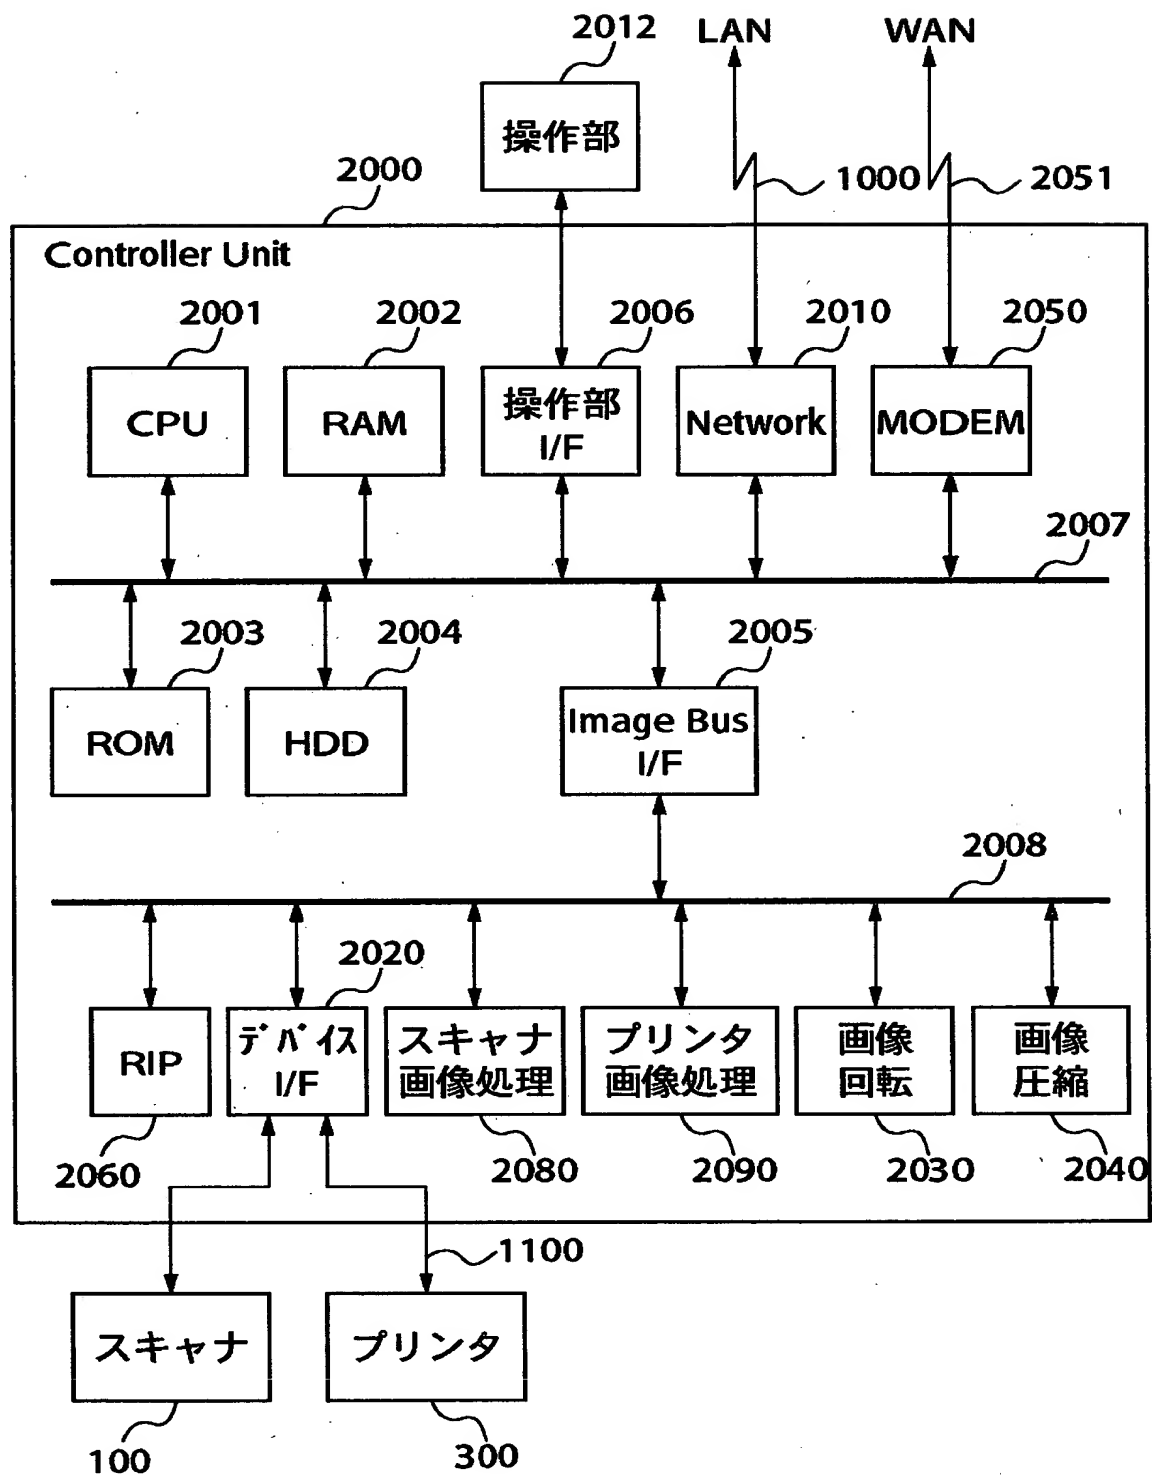 2012
LAN
WAN
操作部
2000
1000
2051
Controller Unit
2001
2002
2006
2010
2050
CPU
RAM
操作部
I/F
Network
MODEM
2007
2003
2004
2005
ROM
HDD
Image Bus
I/F
2008
2020
RIP
デバイス
I/F
スキャナ
画像処理
プリンタ
画像処理
画像
回転
画像
圧縮
2060
2080
2090
2030
2040
1100
スキャナ
プリンタ
100
300